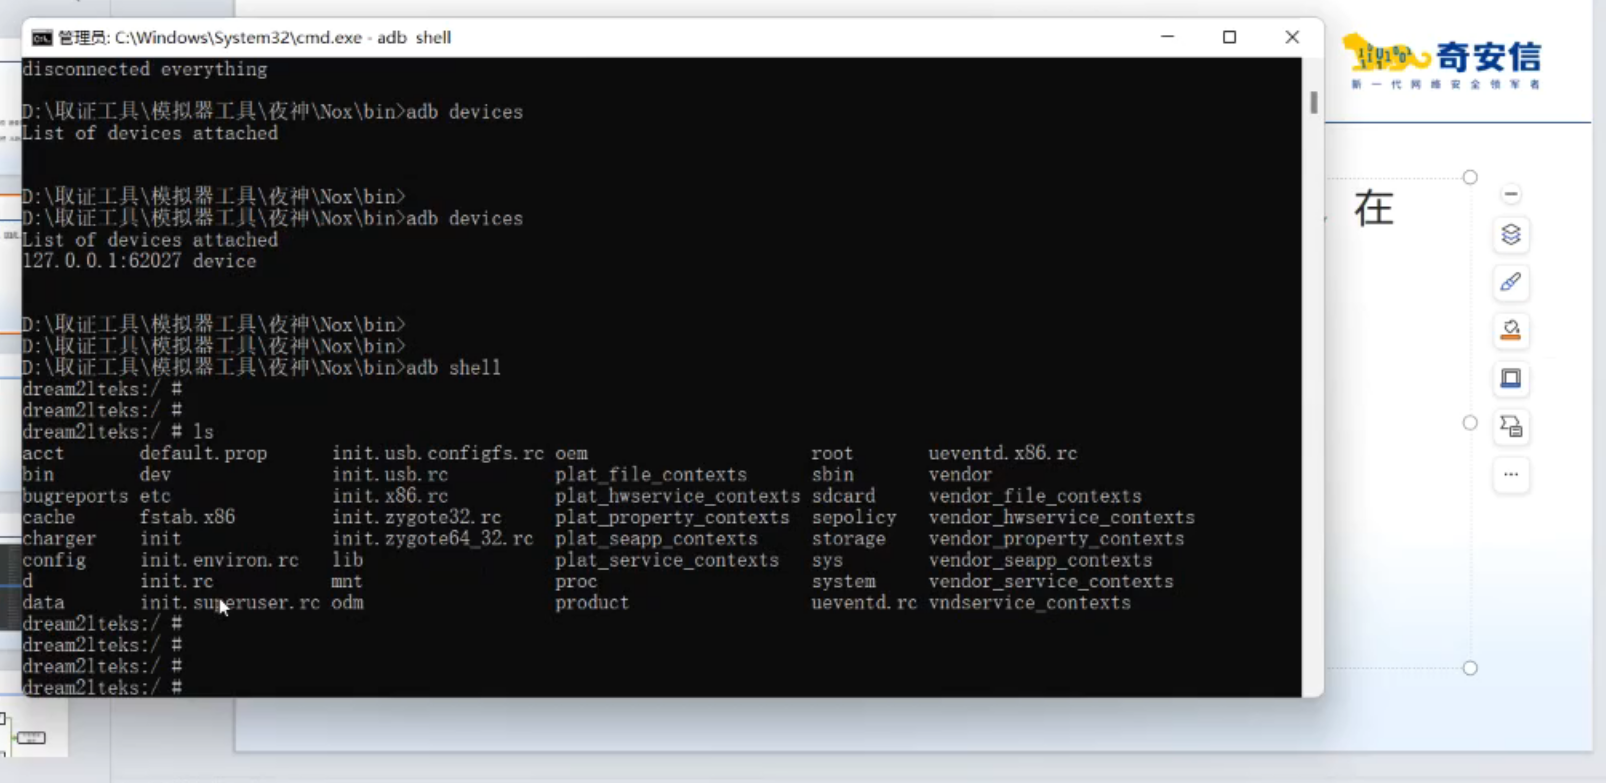 管理员: C:\Windows\System32\cmd.exe - adb shell
disconnected everything
D:\取证工具\模拟器工具\夜神\Nox\bin>adb devices
List of devices attached
D:\取证工具\模拟器工具\夜神\Nox\bin>
D:\取证工具\模拟器工具\夜神\Nox\bin>adb devices
List of devices attached
127.0.0.1:62027 device
D:\取证工具\模拟器工具\夜神\Nox\bin>
D:\取证工具\模拟器工具\夜神\Nox\bin>
D:\取证工具\模拟器工具\夜神\Nox\bin>adb shell
dream2lteks:/ #
dream2lteks:/ #
dream2lteks:/ # ls
acct default.prop init.usb.configfs.rc oem root ueventd.x86.rc
bin dev init.usb.rc plat_file_contexts sbin vendor
bugreports etc init.x86.rc plat_hwservice_contexts sdcard vendor_file_contexts
cache fstab.x86 init.zygote32.rc plat_property_contexts sepolicy vendor_hwservice_contexts
charger init init.zygote64_32.rc plat_seapp_contexts storage vendor_property_contexts
config init.environ.rc lib plat_service_contexts sys vendor_seapp_contexts
d init.rc mnt proc system vendor_service_contexts
data init.superuser.rc odm product ueventd.rc vndservice_contexts
dream2lteks:/ #
dream2lteks:/ #
dream2lteks:/ #
dream2lteks:/ #
奇安信
新一代网络安全领军者
在